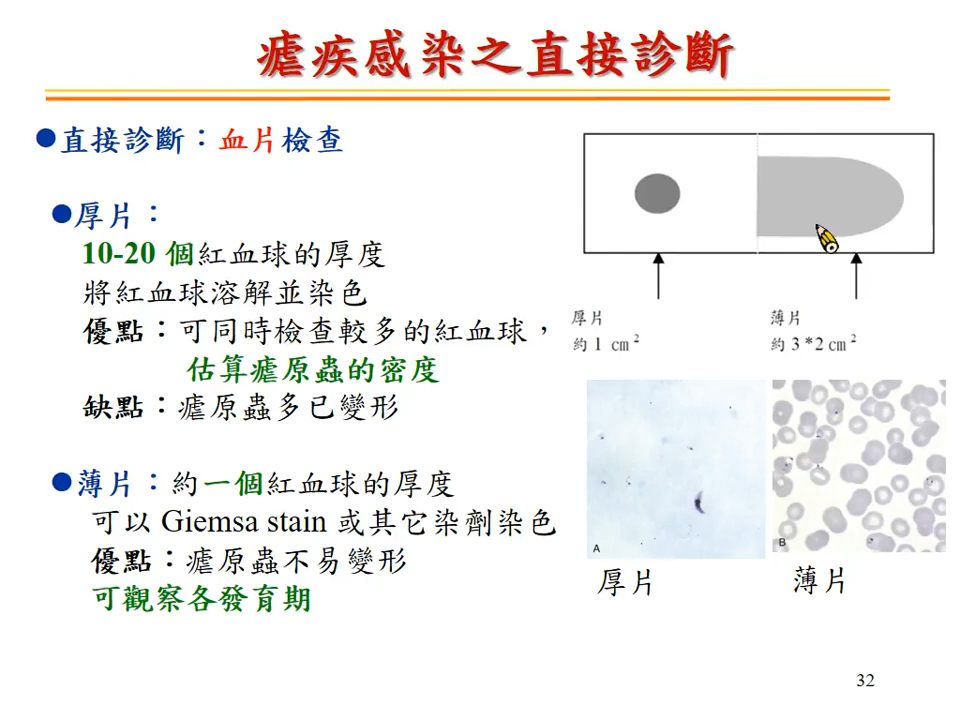 瘧疾感染之直接診斷
●直接診斷：血片檢查
●厚片：
10-20 個紅血球的厚度
將紅血球溶解並染色
優點：可同時檢查較多的紅血球，
估算瘧原蟲的密度
缺點：瘧原蟲多已變形
●薄片：約一個紅血球的厚度
可以 Giemsa stain 或其它染劑染色
優點：瘧原蟲不易變形
可觀察各發育期
厚片
約 1 cm²
薄片
約 3 *2 cm²
A
B
厚片
薄片
32